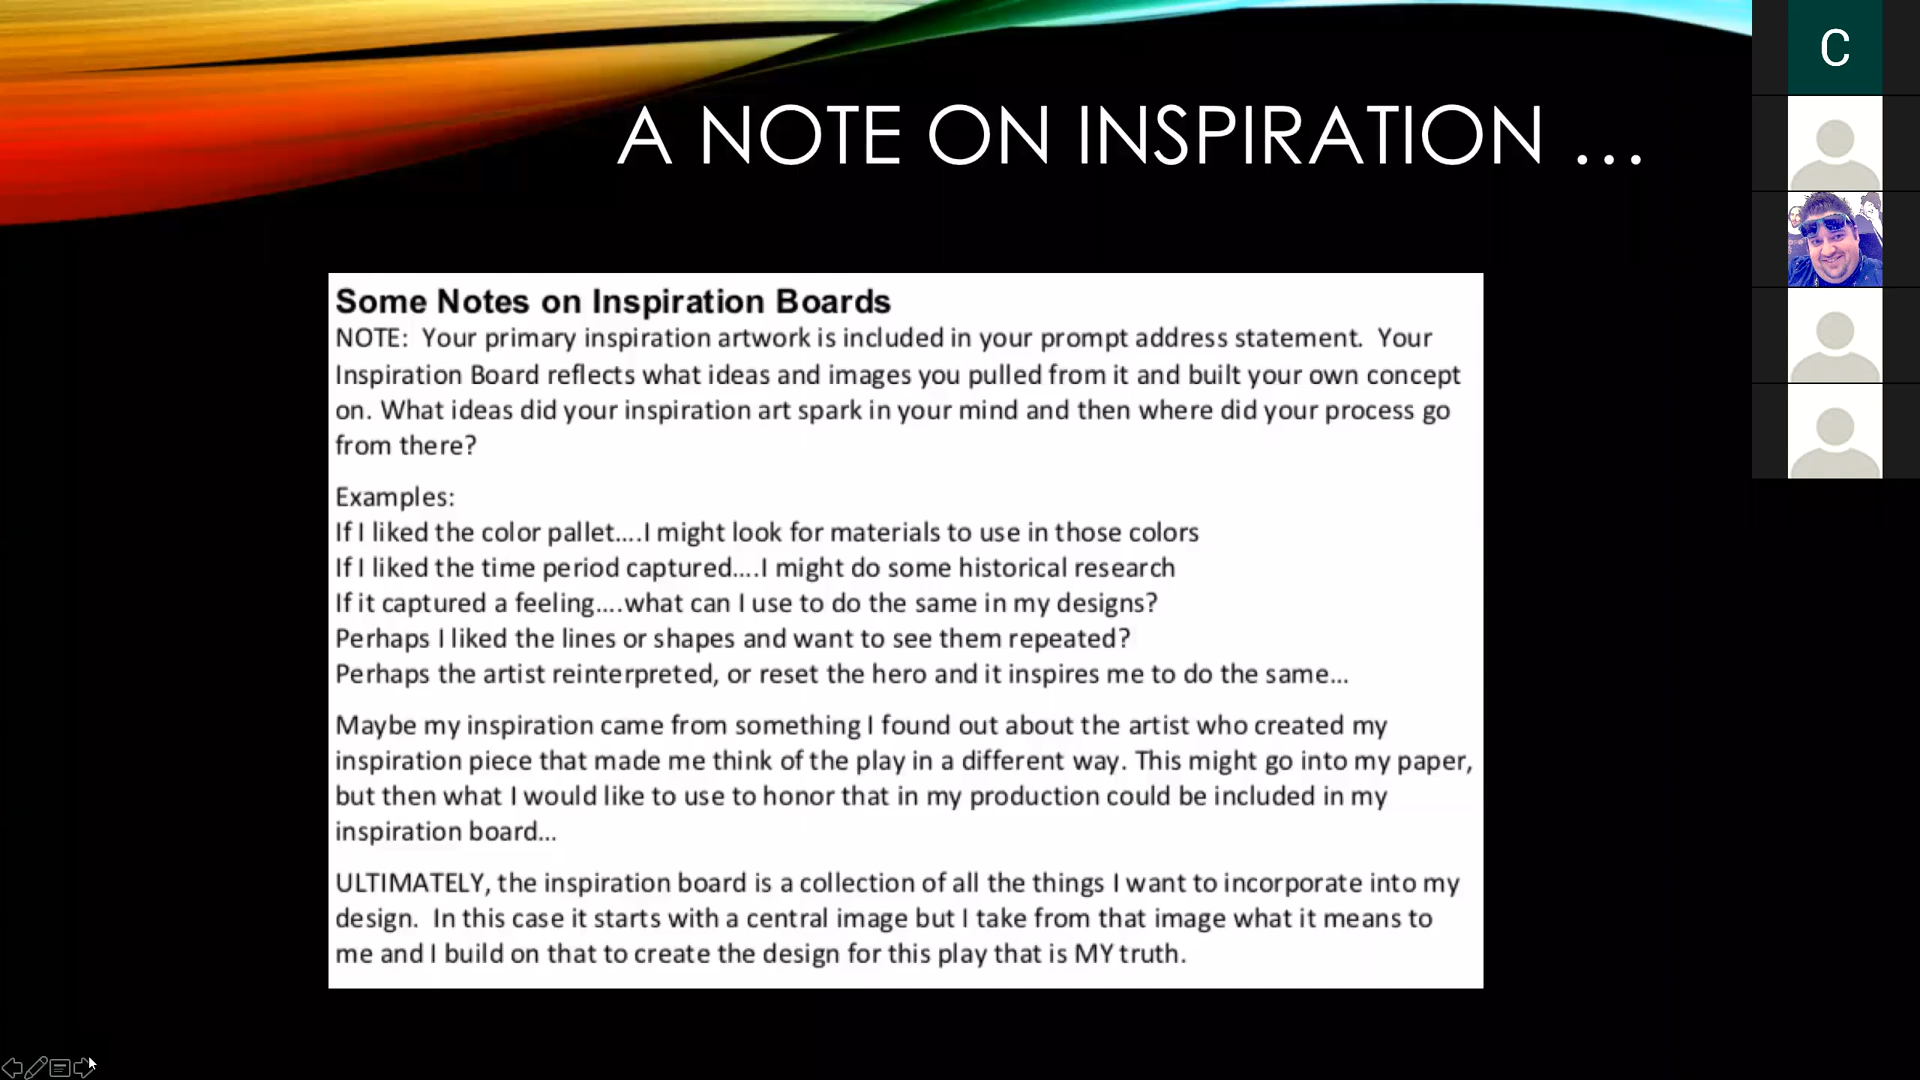 A NOTE ON INSPIRATION …
C
Some Notes on Inspiration Boards
NOTE:  Your primary inspiration artwork is included in your prompt address statement.  Your
Inspiration Board reflects what ideas and images you pulled from it and built your own concept
on. What ideas did your inspiration art spark in your mind and then where did your process go
from there?
Examples:
If I liked the color pallet….I might look for materials to use in those colors
If I liked the time period captured….I might do some historical research
If it captured a feeling….what can I use to do the same in my designs?
Perhaps I liked the lines or shapes and want to see them repeated?
Perhaps the artist reinterpreted, or reset the hero and it inspires me to do the same…
Maybe my inspiration came from something I found out about the artist who created my
inspiration piece that made me think of the play in a different way. This might go into my paper,
but then what I would like to use to honor that in my production could be included in my
inspiration board…
ULTIMATELY, the inspiration board is a collection of all the things I want to incorporate into my
design.  In this case it starts with a central image but I take from that image what it means to
me and I build on that to create the design for this play that is MY truth.